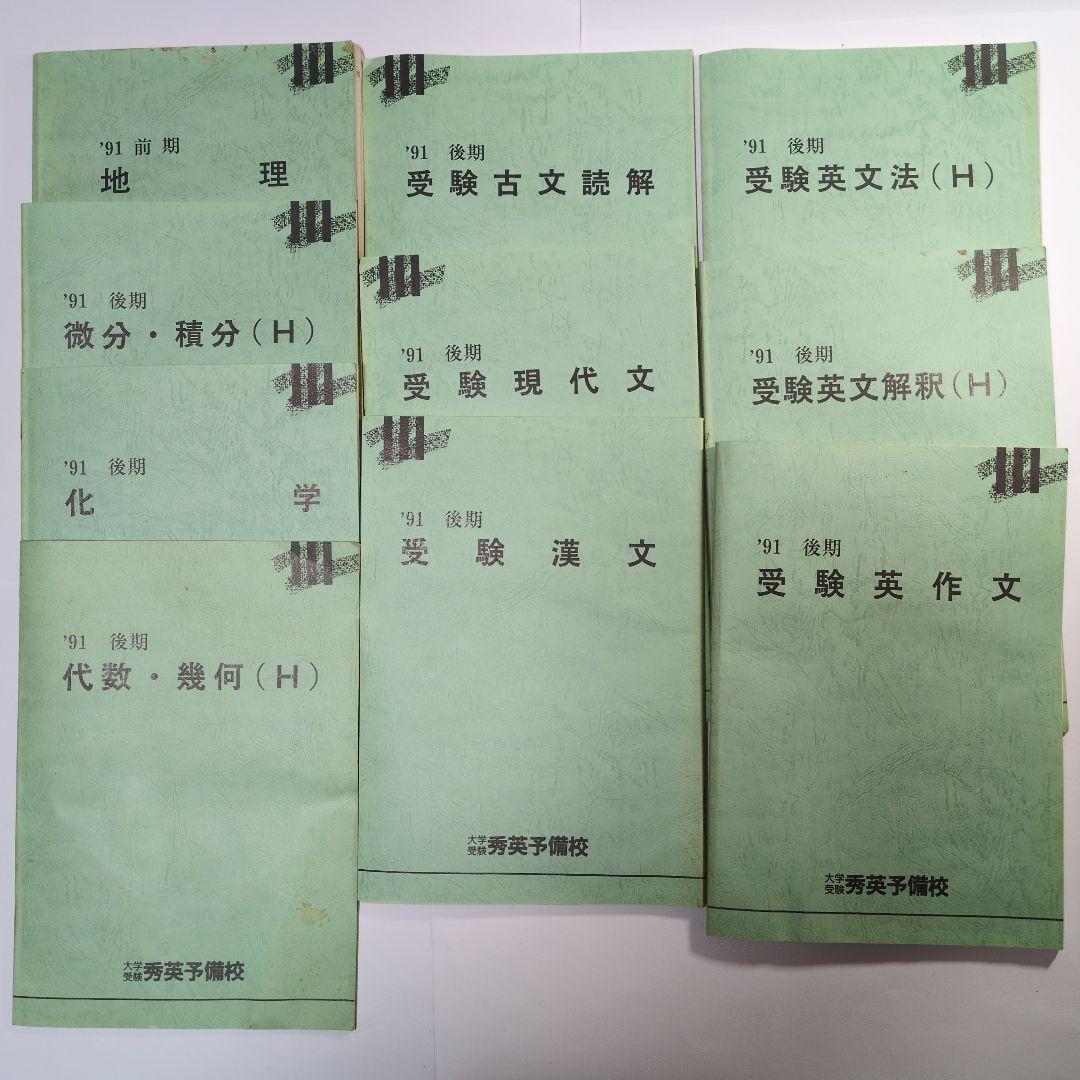 '91 前期
地理
'91 後期
微分・積分(H)
'91 後期
化学
'91 後期
代数・幾何(H)
大学受験 秀英予備校
'91 後期
受験古文読解
'91 後期
受験現代文
'91 後期
受験漢文
大学受験 秀英予備校
'91 後期
受験英文法(H)
'91 後期
受験英文解釈(H)
'91 後期
受験英作文
大学受験 秀英予備校